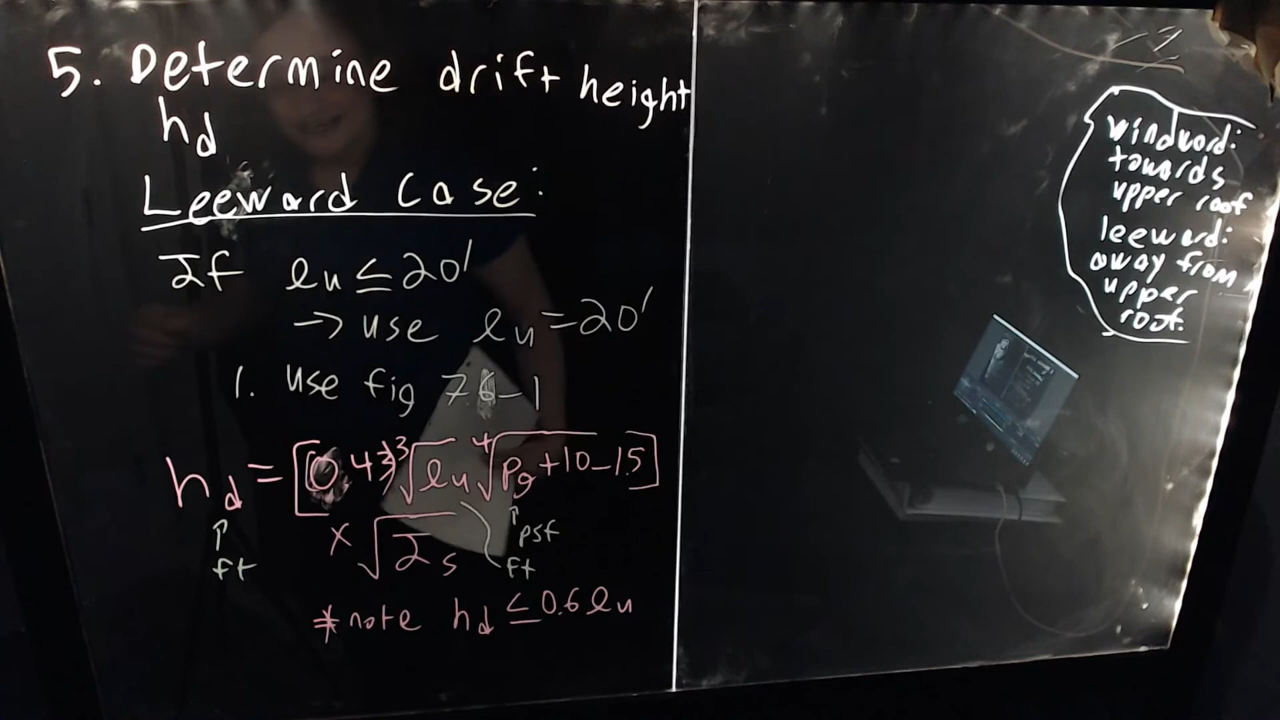 5. Determine drift height
hd
Leeward Case:
If lu ≤ 20'
→ use lu = 20'
1. Use fig 7.6-1
hd = [0.43 ∛lu ∜pg+10 - 1.5]
× √Is
↑ ft
↑ psf
ft
*note hd ≤ 0.6 lu
windward:
towards
upper roof
leeward:
away from
upper
roof.